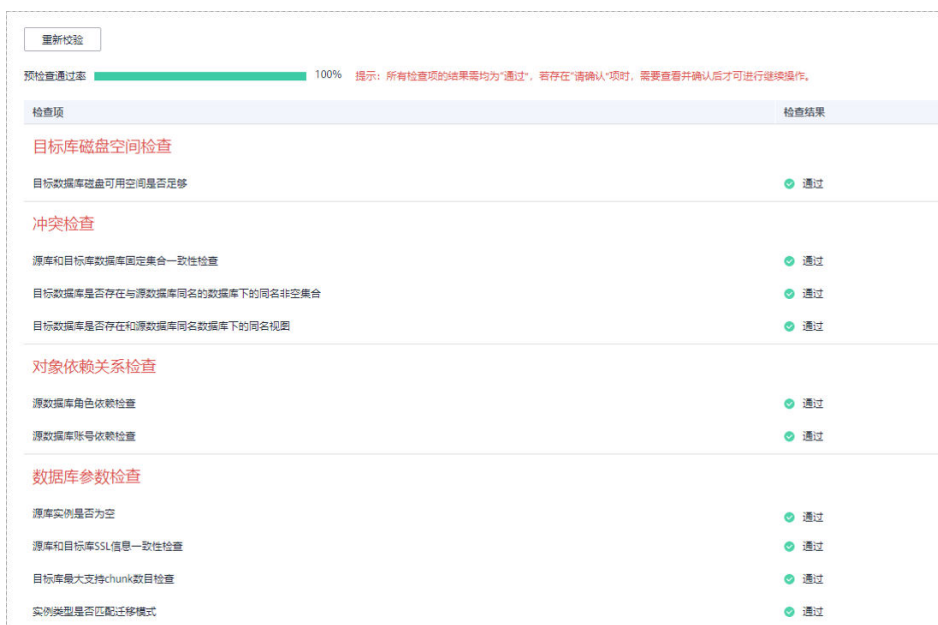 重新校验
预检查通过率 100% 提示：所有检查项的结果需均为“通过”，若存在“请确认”项时，需要查看并确认后才可进行继续操作。
检查项 检查结果
目标库磁盘空间检查
目标数据库磁盘可用空间是否足够 通过
冲突检查
源库和目标库数据库固定集合一致性检查 通过
目标数据库是否存在与源数据库同名的数据库下的同名非空集合 通过
目标数据库是否存在和源数据库同名数据库下的同名视图 通过
对象依赖关系检查
源数据库角色依赖检查 通过
源数据库账号依赖检查 通过
数据库参数检查
源库实例是否为空 通过
源库和目标库SSL信息一致性检查 通过
目标库最大支持chunk数目检查 通过
实例类型是否匹配迁移模式 通过